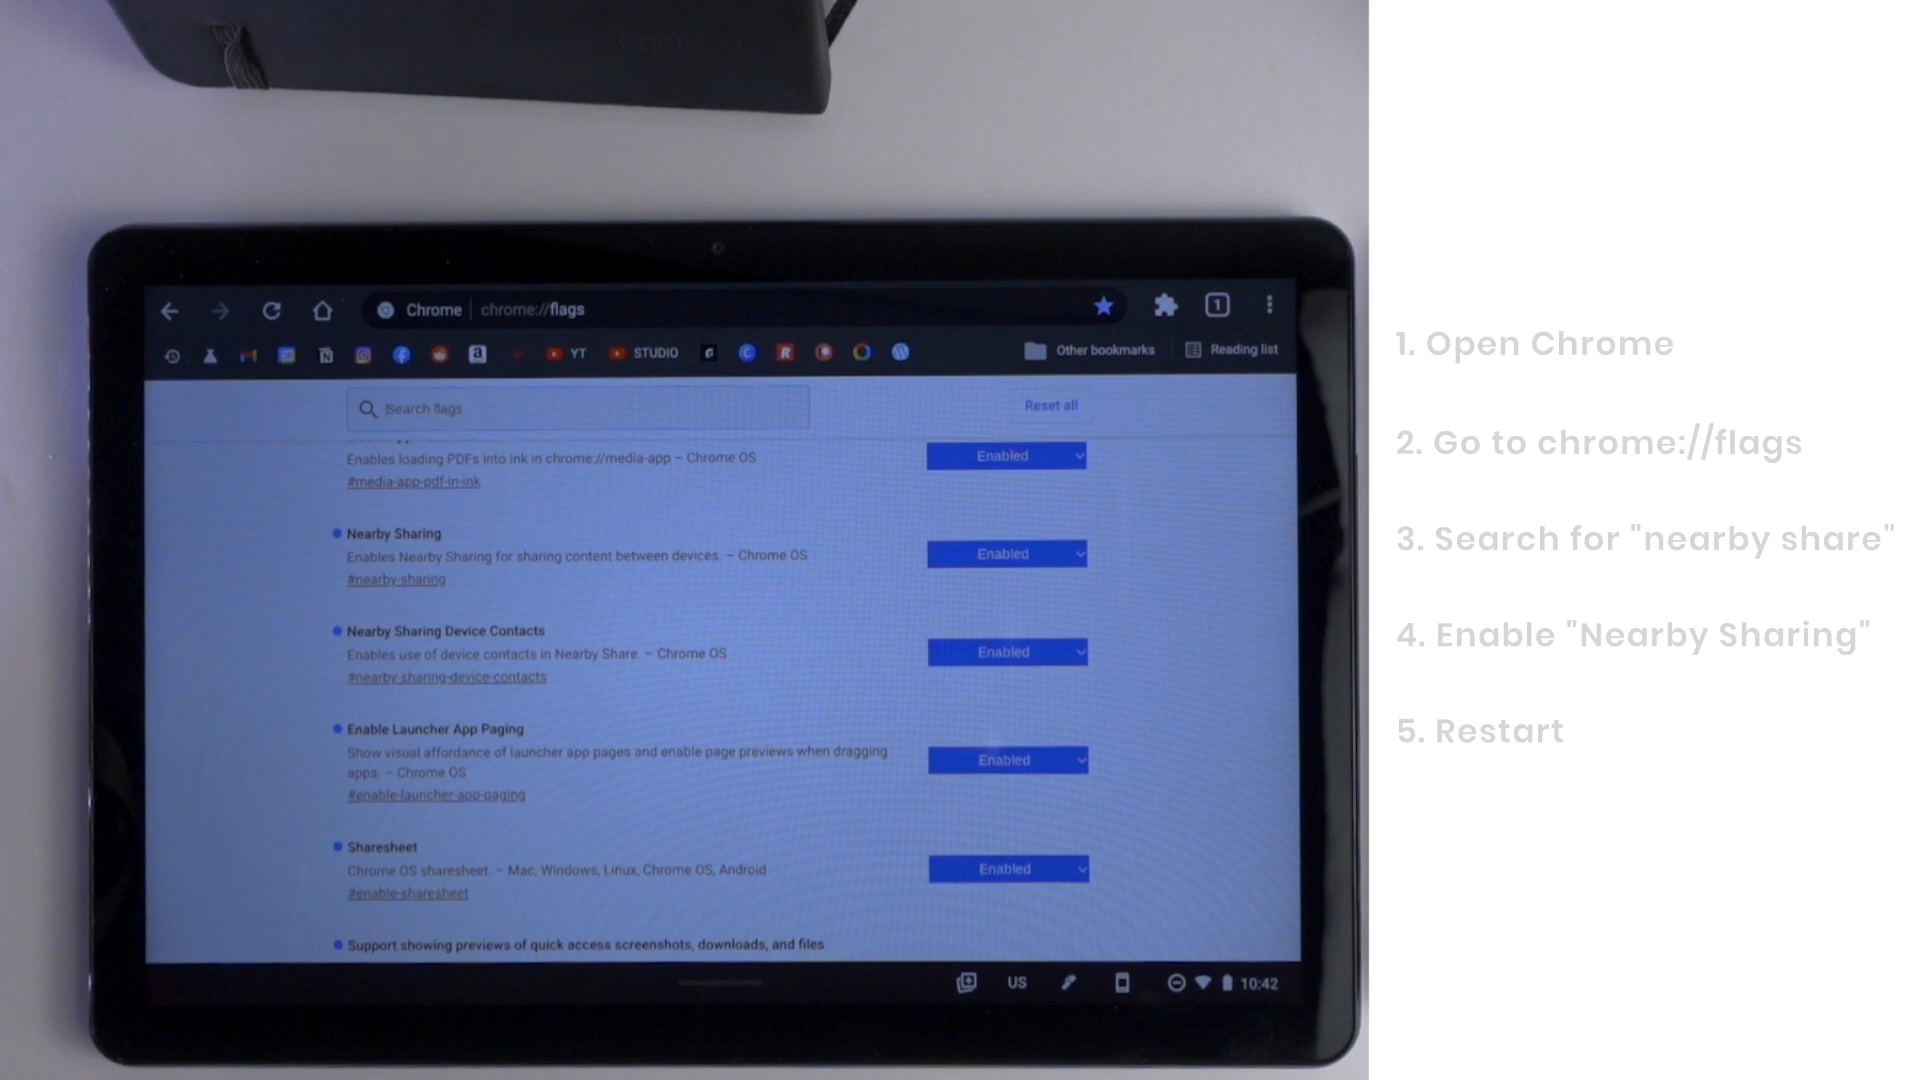 Chrome chrome://flags 1
YT STUDIO Other bookmarks Reading list
Search flags Reset all
Enables loading PDFs into Ink in chrome://media-app – Chrome OS Enabled
#media-app-pdf-in-ink
Nearby Sharing
Enables Nearby Sharing for sharing content between devices. – Chrome OS Enabled
#nearby-sharing
Nearby Sharing Device Contacts
Enables use of device contacts in Nearby Share. – Chrome OS Enabled
#nearby-sharing-device-contacts
Enable Launcher App Paging
Show visual affordance of launcher app pages and enable page previews when dragging
apps. – Chrome OS Enabled
#enable-launcher-app-paging
Sharesheet
Chrome OS sharesheet. – Mac, Windows, Linux, Chrome OS, Android Enabled
#enable-sharesheet
Support showing previews of quick access screenshots, downloads, and files
US 10:42
1. Open Chrome
2. Go to chrome://flags
3. Search for "nearby share"
4. Enable "Nearby Sharing"
5. Restart